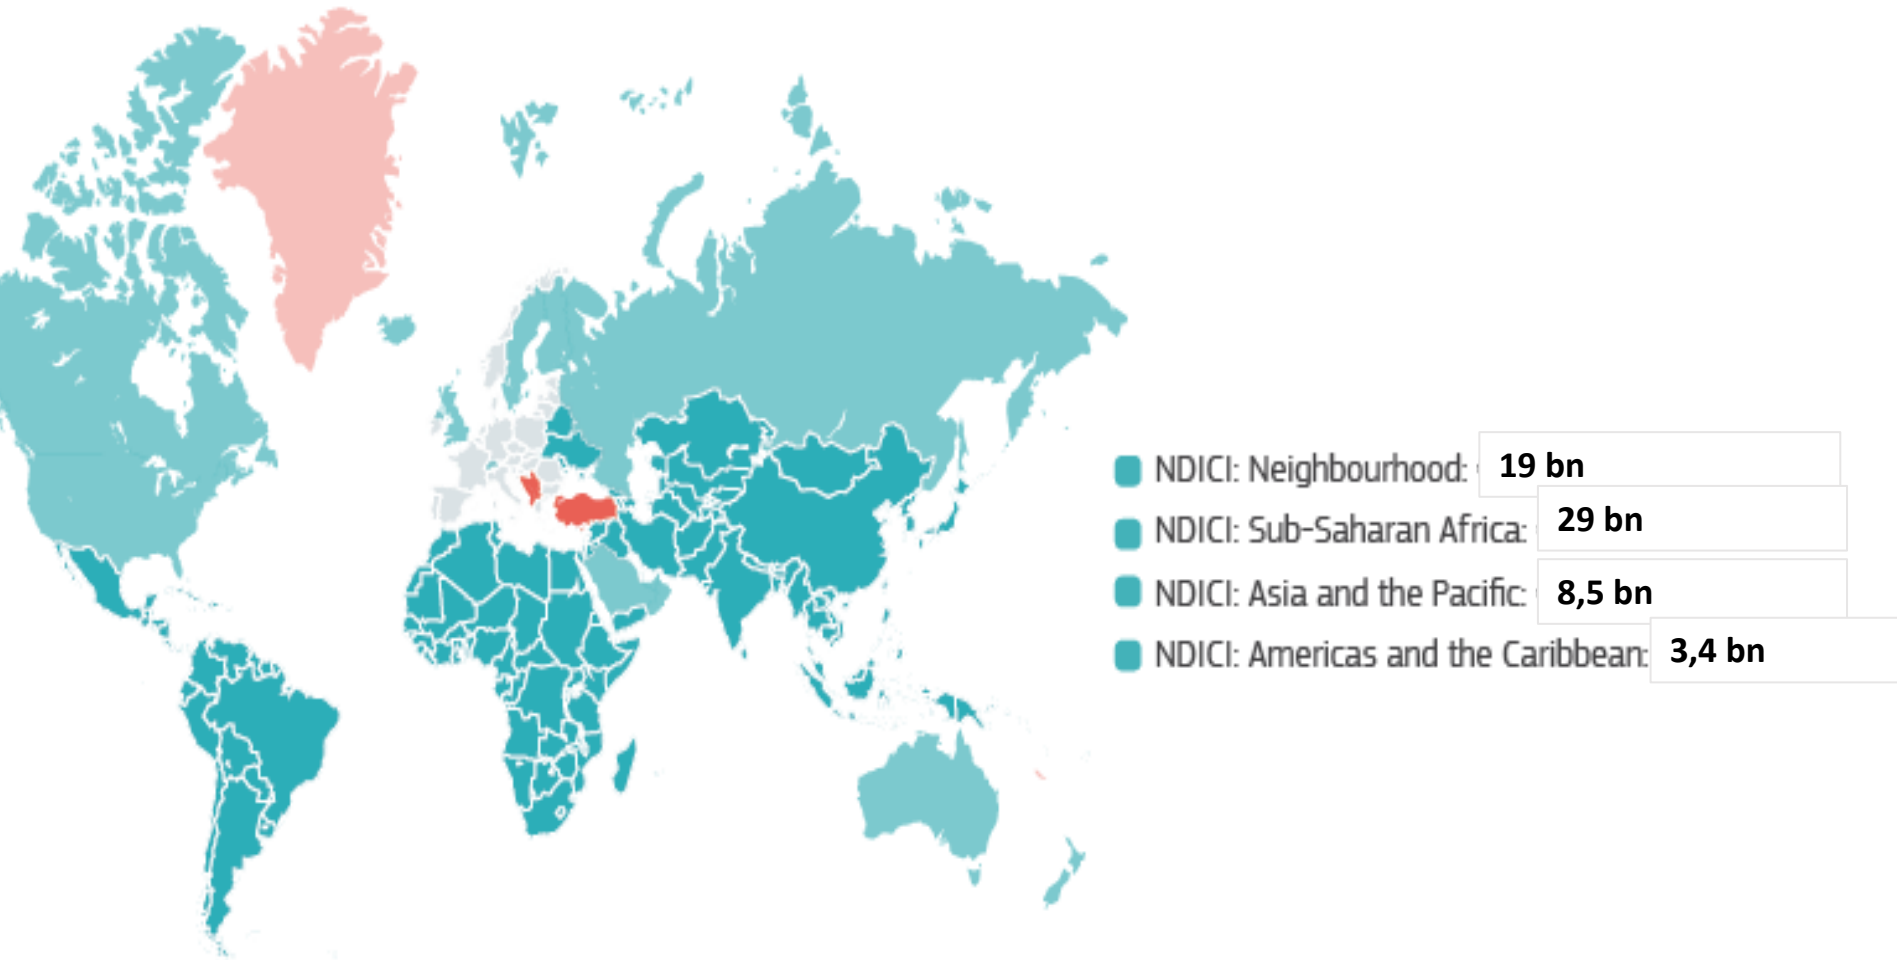 NDICI: Neighbourhood: 19 bn
NDICI: Sub-Saharan Africa: 29 bn
NDICI: Asia and the Pacific: 8,5 bn
NDICI: Americas and the Caribbean: 3,4 bn